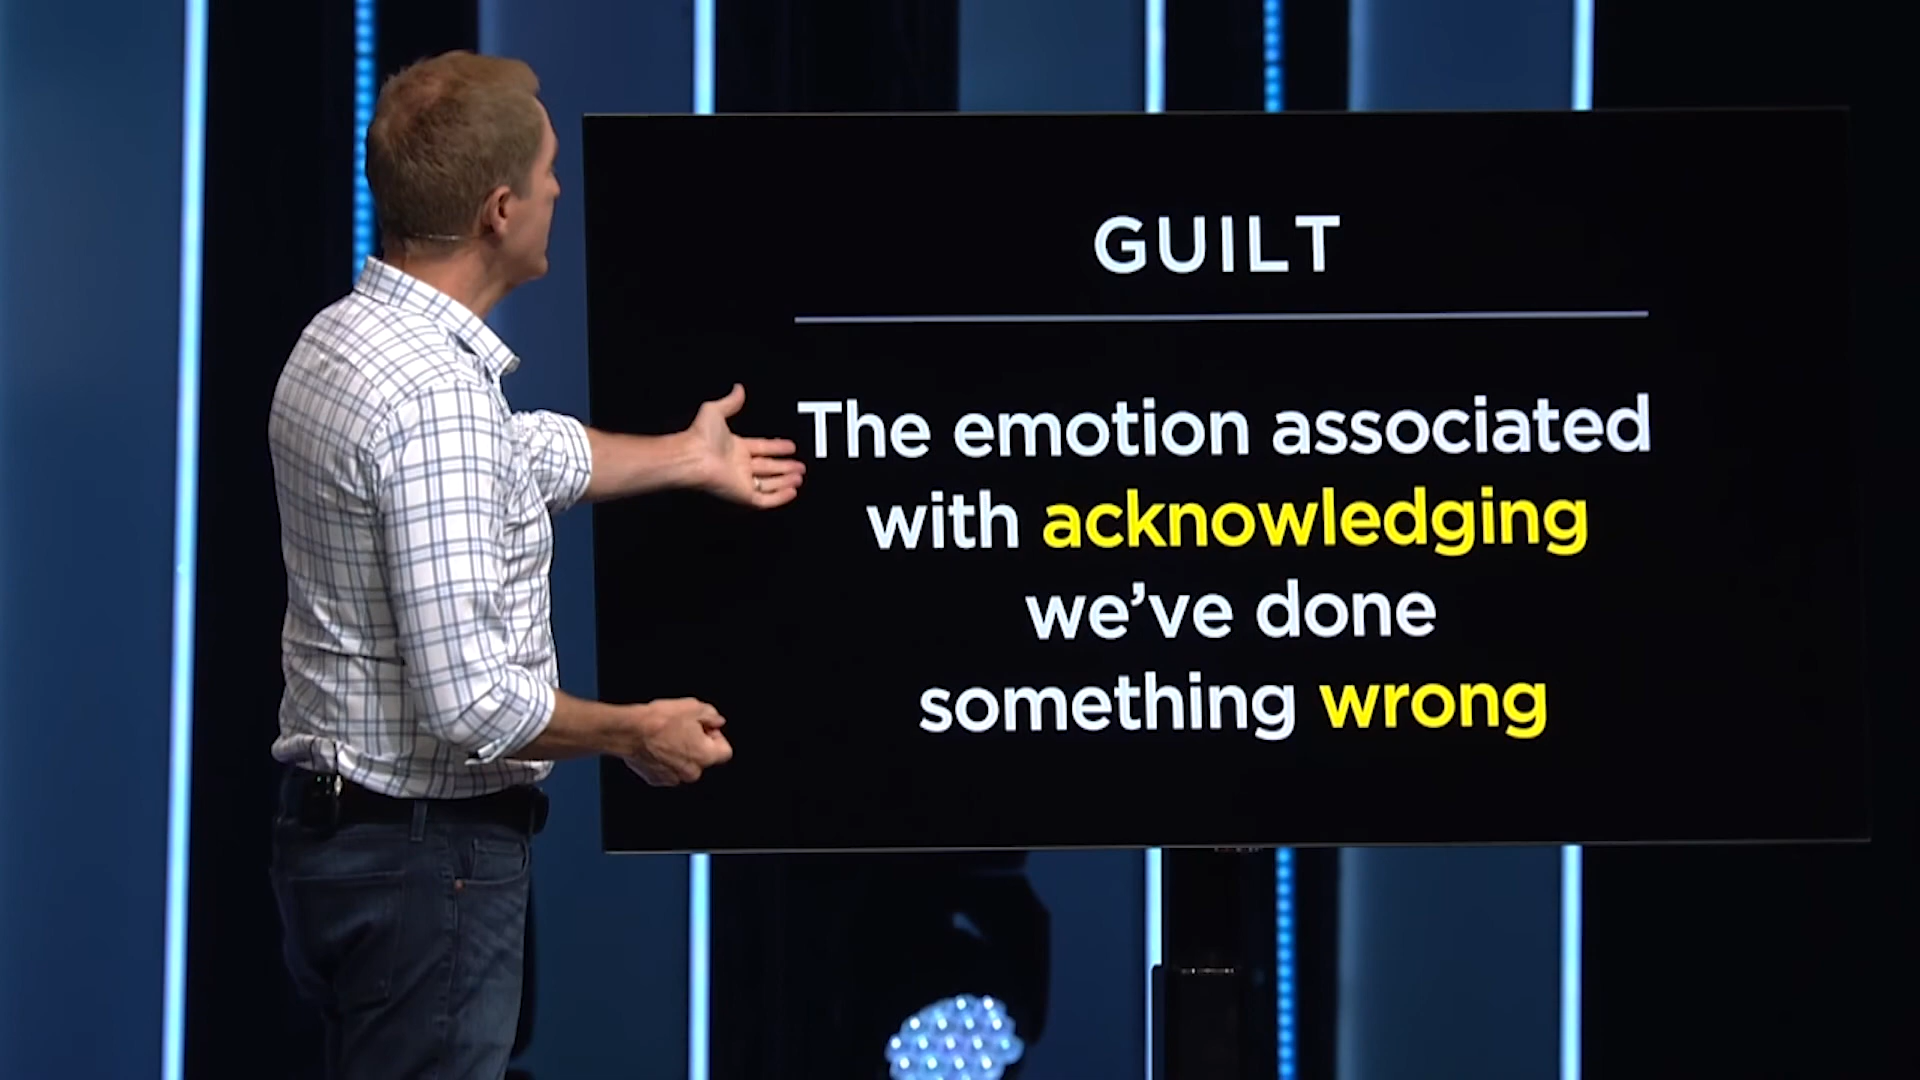 GUILT
The emotion associated
with acknowledging
we've done
something wrong